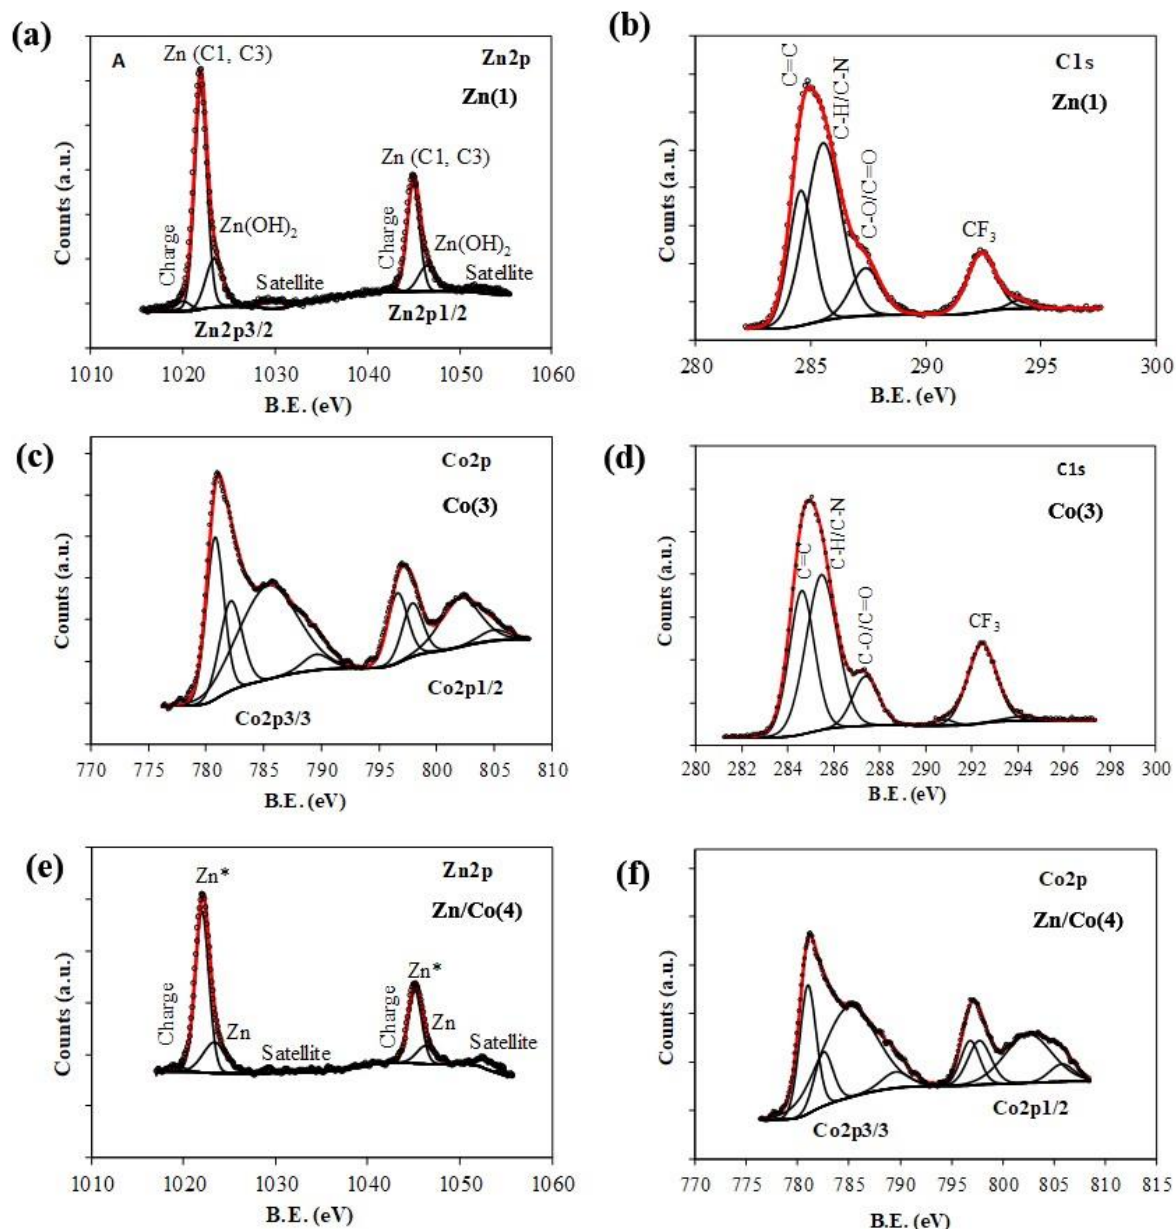 (a)
A
Zn (C1, C3)
Zn2p
Zn(1)
Zn (C1, C3)
Charge
Zn(OH)₂
Satellite
Charge
Zn(OH)₂
Satellite
Zn2p3/2
Zn2p1/2
Counts (a.u.)
1010 1020 1030 1040 1050 1060
B.E. (eV)
(b)
C1s
Zn(1)
C=C
C-H/C-N
C-O/C=O
CF₃
Counts (a.u.)
280 285 290 295 300
B.E. (eV)
(c)
Co2p
Co(3)
Co2p1/2
Co2p3/3
Counts (a.u.)
770 775 780 785 790 795 800 805 810
B.E. (eV)
(d)
C1s
Co(3)
C=C
C-H/C-N
C-O/C=O
CF₃
Counts (a.u.)
280 282 284 286 288 290 292 294 296 298 300
B.E. (eV)
(e)
Zn*
Zn2p
Zn/Co(4)
Zn*
Charge
Zn
Satellite
Charge
Zn
Satellite
Counts (a.u.)
1010 1020 1030 1040 1050 1060
B.E. (eV)
(f)
Co2p
Zn/Co(4)
Co2p1/2
Co2p3/3
Counts (a.u.)
770 775 780 785 790 795 800 805 810 815
B.E. (eV)